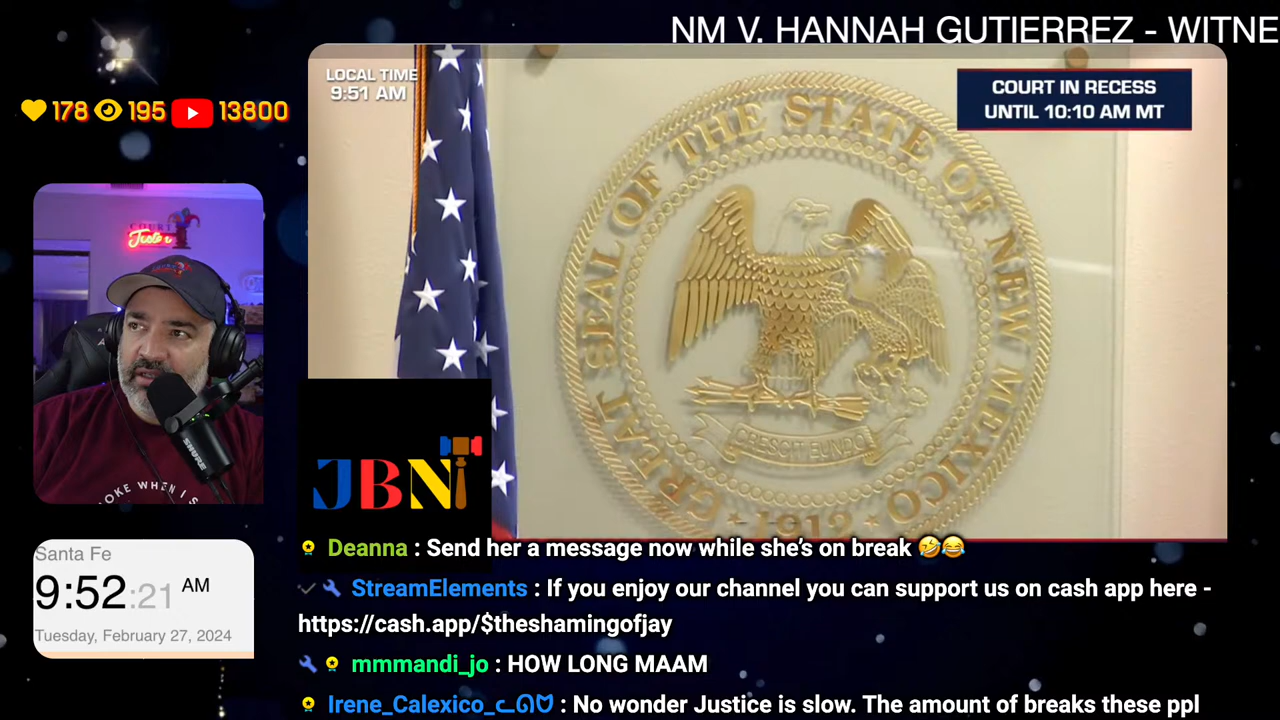 NM V. HANNAH GUTIERREZ - WITNE
LOCAL TIME
9:51 AM
COURT IN RECESS
UNTIL 10:10 AM MT
178 195 13800
GREAT SEAL OF THE STATE OF NEW MEXICO
CRESCIT EUNDO
1912
JBN
Santa Fe
9:52:21 AM
Tuesday, February 27, 2024
Deanna : Send her a message now while she's on break 🤣😂
StreamElements : If you enjoy our channel you can support us on cash app here -
https://cash.app/$theshamingofjay
mmmandi_jo : HOW LONG MAAM
Irene_Calexico_ᓚᘏᗢ : No wonder Justice is slow. The amount of breaks these ppl